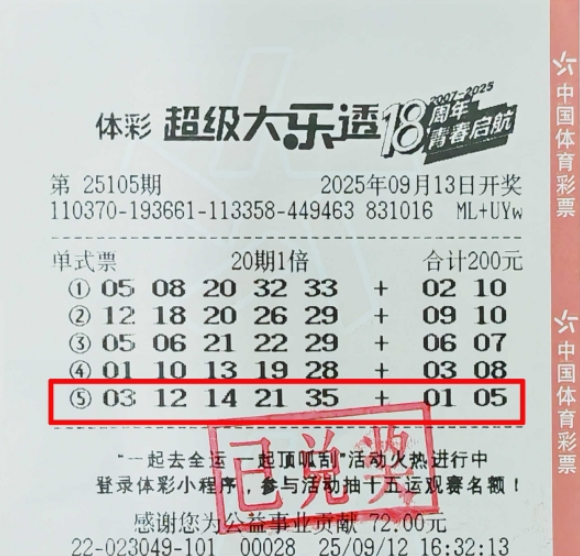 体彩 超级大乐透 18周年 2007-2025 青春启航
第 25105期 2025年09月13日开奖
110370-193661-113358-449463 831016 ML+UYw
单式票 20期1倍 合计200元
① 05 08 20 32 33 + 02 10
② 12 18 20 26 29 + 09 10
③ 05 06 21 22 29 + 06 07
④ 01 10 13 19 28 + 03 08
⑤ 03 12 14 21 35 + 01 05
已兑奖
“一起去全运 一起顶呱刮”活动火热进行中
登录体彩小程序，参与活动抽十五运观赛名额！
感谢您为公益事业贡献 72.00元
22-023049-101 00028 25/09/12 16:32:13
中国体育彩票
中国体育彩票